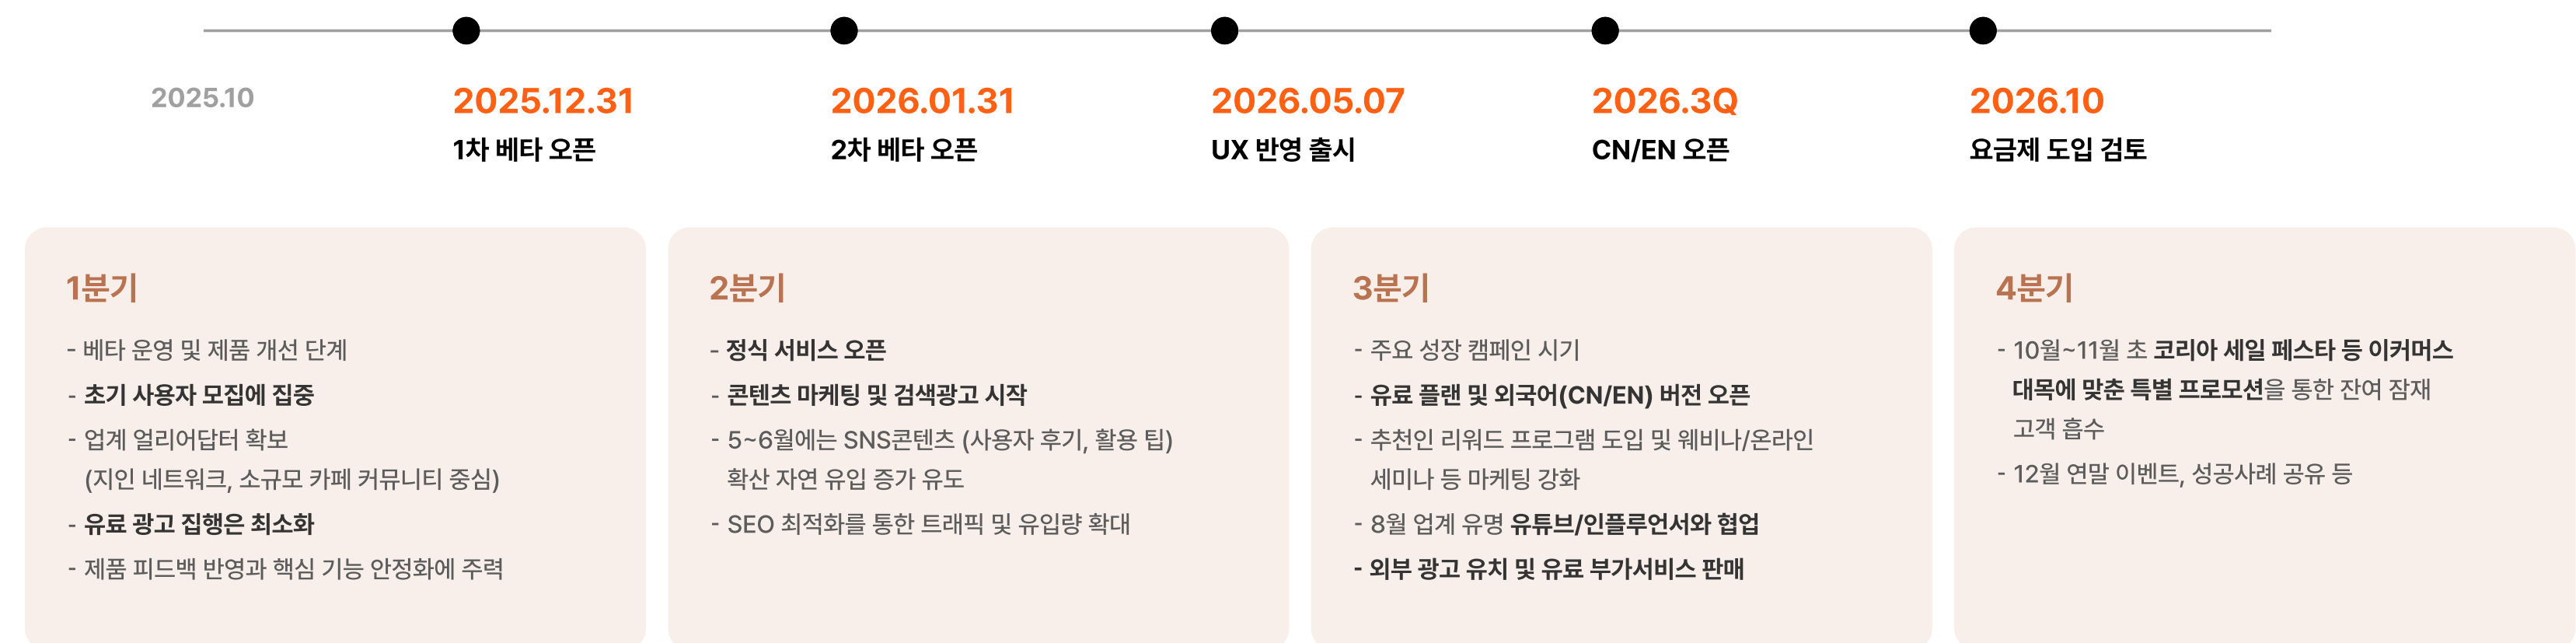 2025.10
2025.12.31
1차 베타 오픈
2026.01.31
2차 베타 오픈
2026.05.07
UX 반영 출시
2026.3Q
CN/EN 오픈
2026.10
요금제 도입 검토
1분기
- 베타 운영 및 제품 개선 단계
- 초기 사용자 모집에 집중
- 업계 얼리어답터 확보
(지인 네트워크, 소규모 카페 커뮤니티 중심)
- 유료 광고 집행은 최소화
- 제품 피드백 반영과 핵심 기능 안정화에 주력
2분기
- 정식 서비스 오픈
- 콘텐츠 마케팅 및 검색광고 시작
- 5~6월에는 SNS콘텐츠 (사용자 후기, 활용 팁)
확산 자연 유입 증가 유도
- SEO 최적화를 통한 트래픽 및 유입량 확대
3분기
- 주요 성장 캠페인 시기
- 유료 플랜 및 외국어(CN/EN) 버전 오픈
- 추천인 리워드 프로그램 도입 및 웨비나/온라인
세미나 등 마케팅 강화
- 8월 업계 유명 유튜브/인플루언서와 협업
- 외부 광고 유치 및 유료 부가서비스 판매
4분기
- 10월~11월 초 코리아 세일 페스타 등 이커머스
대목에 맞춘 특별 프로모션을 통한 잔여 잠재
고객 흡수
- 12월 연말 이벤트, 성공사례 공유 등